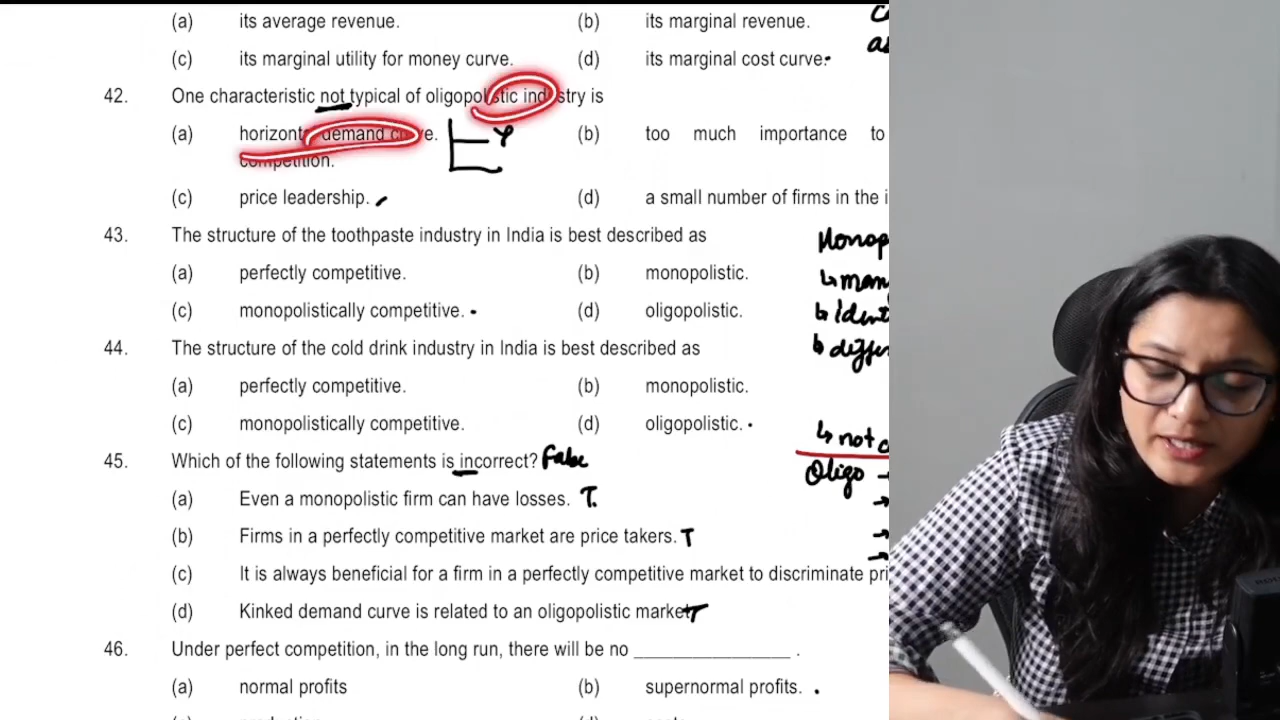 (a) its average revenue. (b) its marginal revenue.
(c) its marginal utility for money curve. (d) its marginal cost curve.
42. One characteristic not typical of oligopolistic industry is
(a) horizontal demand curve. (b) too much importance to
competition.
(c) price leadership. (d) a small number of firms in the i
43. The structure of the toothpaste industry in India is best described as
Monop
(a) perfectly competitive. (b) monopolistic.
↳ man
(c) monopolistically competitive. (d) oligopolistic.
↳ ident
44. The structure of the cold drink industry in India is best described as
↳ differ
(a) perfectly competitive. (b) monopolistic.
(c) monopolistically competitive. (d) oligopolistic.
↳ not
45. Which of the following statements is incorrect? False
Oligo
(a) Even a monopolistic firm can have losses. T.
(b) Firms in a perfectly competitive market are price takers. T
(c) It is always beneficial for a firm in a perfectly competitive market to discriminate pri
(d) Kinked demand curve is related to an oligopolistic market T
46. Under perfect competition, in the long run, there will be no ________________ .
(a) normal profits (b) supernormal profits.